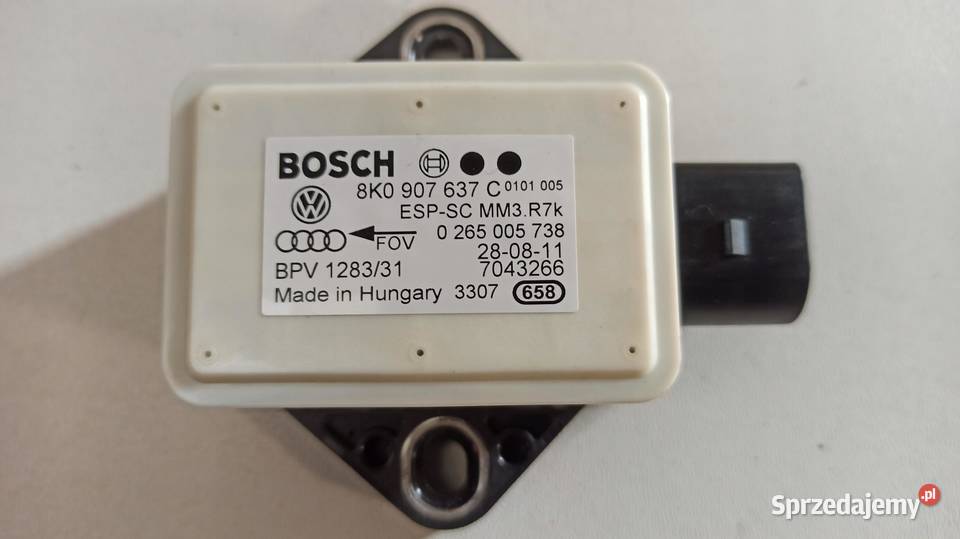 BOSCH
8K0 907 637 C 0101 005
ESP-SC MM3.R7k
FOV 0 265 005 738
28-08-11
BPV 1283/31 7043266
Made in Hungary 3307 658
Sprzedajemy.pl